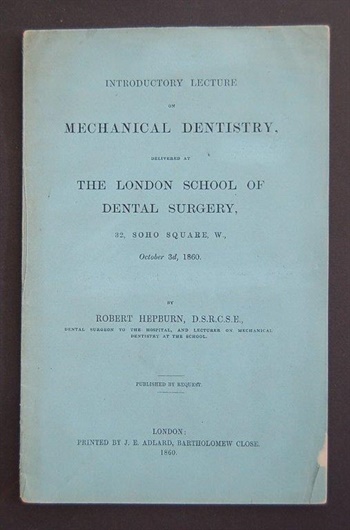 INTRODUCTORY LECTURE
ON
MECHANICAL DENTISTRY,
DELIVERED AT
THE LONDON SCHOOL OF
DENTAL SURGERY,
32, SOHO SQUARE, W.,
October 3d, 1860.
BY
ROBERT HEPBURN, D.S.R.C.S.E.,
DENTAL SURGEON TO THE HOSPITAL, AND LECTURER ON MECHANICAL
DENTISTRY AT THE SCHOOL.
PUBLISHED BY REQUEST
LONDON:
PRINTED BY J. E. ADLARD, BARTHOLOMEW CLOSE.
1860.